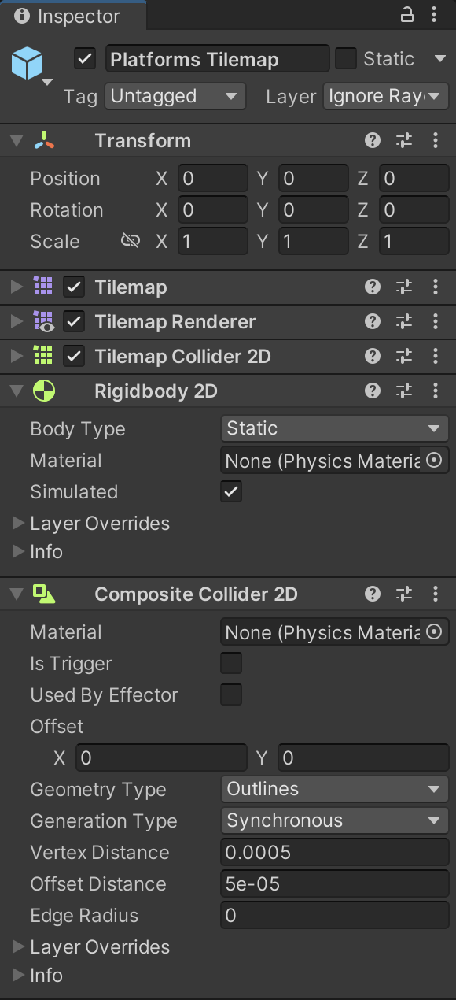 Inspector
Platforms Tilemap Static
Tag Untagged Layer Ignore Ray
Transform
Position X 0 Y 0 Z 0
Rotation X 0 Y 0 Z 0
Scale X 1 Y 1 Z 1
Tilemap
Tilemap Renderer
Tilemap Collider 2D
Rigidbody 2D
Body Type Static
Material None (Physics Materia
Simulated
Layer Overrides
Info
Composite Collider 2D
Material None (Physics Materia
Is Trigger
Used By Effector
Offset
X 0 Y 0
Geometry Type Outlines
Generation Type Synchronous
Vertex Distance 0.0005
Offset Distance 5e-05
Edge Radius 0
Layer Overrides
Info